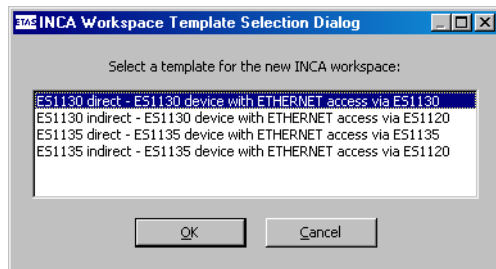 ETAS INCA Workspace Template Selection Dialog
Select a template for the new INCA workspace:
ES1130 direct - ES1130 device with ETHERNET access via ES1130
ES1130 indirect - ES1130 device with ETHERNET access via ES1120
ES1135 direct - ES1135 device with ETHERNET access via ES1135
ES1135 indirect - ES1135 device with ETHERNET access via ES1120
OK
Cancel